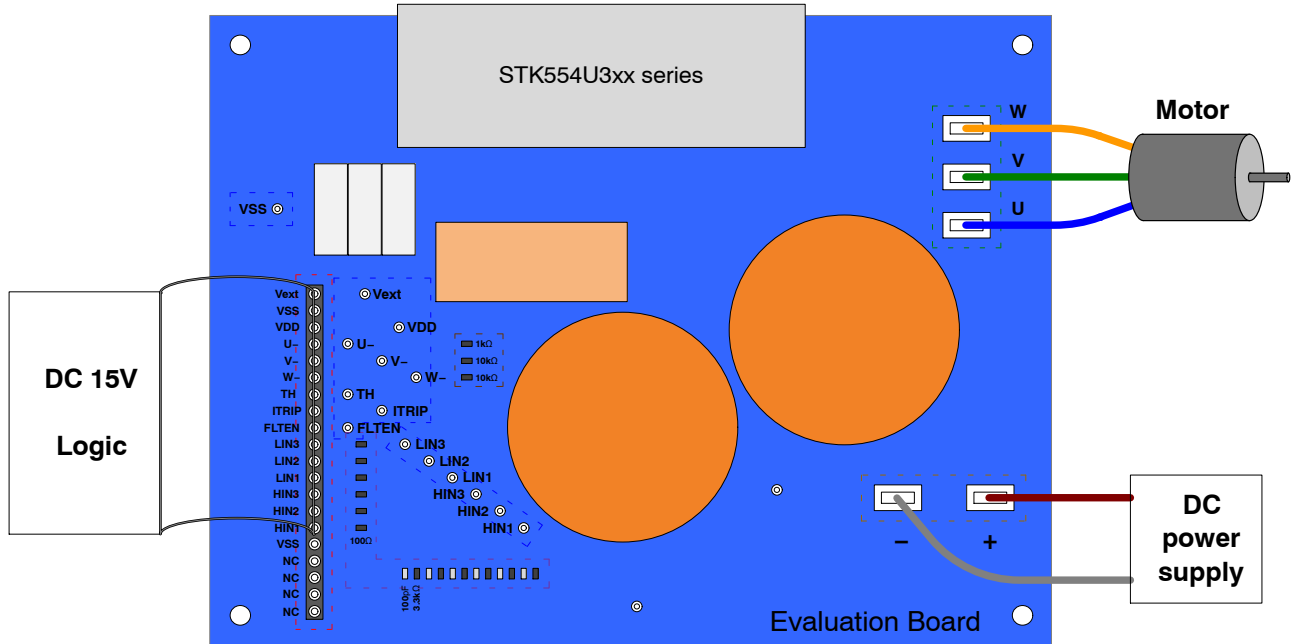 STK554U3xx series
W
V
U
Motor
VSS
Vext
VSS
VDD
U−
V−
W−
TH
ITRIP
FLTEN
LIN3
LIN2
LIN1
HIN3
HIN2
HIN1
VSS
NC
NC
NC
NC
Vext
VDD
U−
V−
W−
TH
ITRIP
FLTEN
LIN3
LIN2
LIN1
HIN3
HIN2
HIN1
1kΩ
10kΩ
10kΩ
100Ω
100pF
3.3kΩ
DC 15V
Logic
−
+
DC
power
supply
Evaluation Board